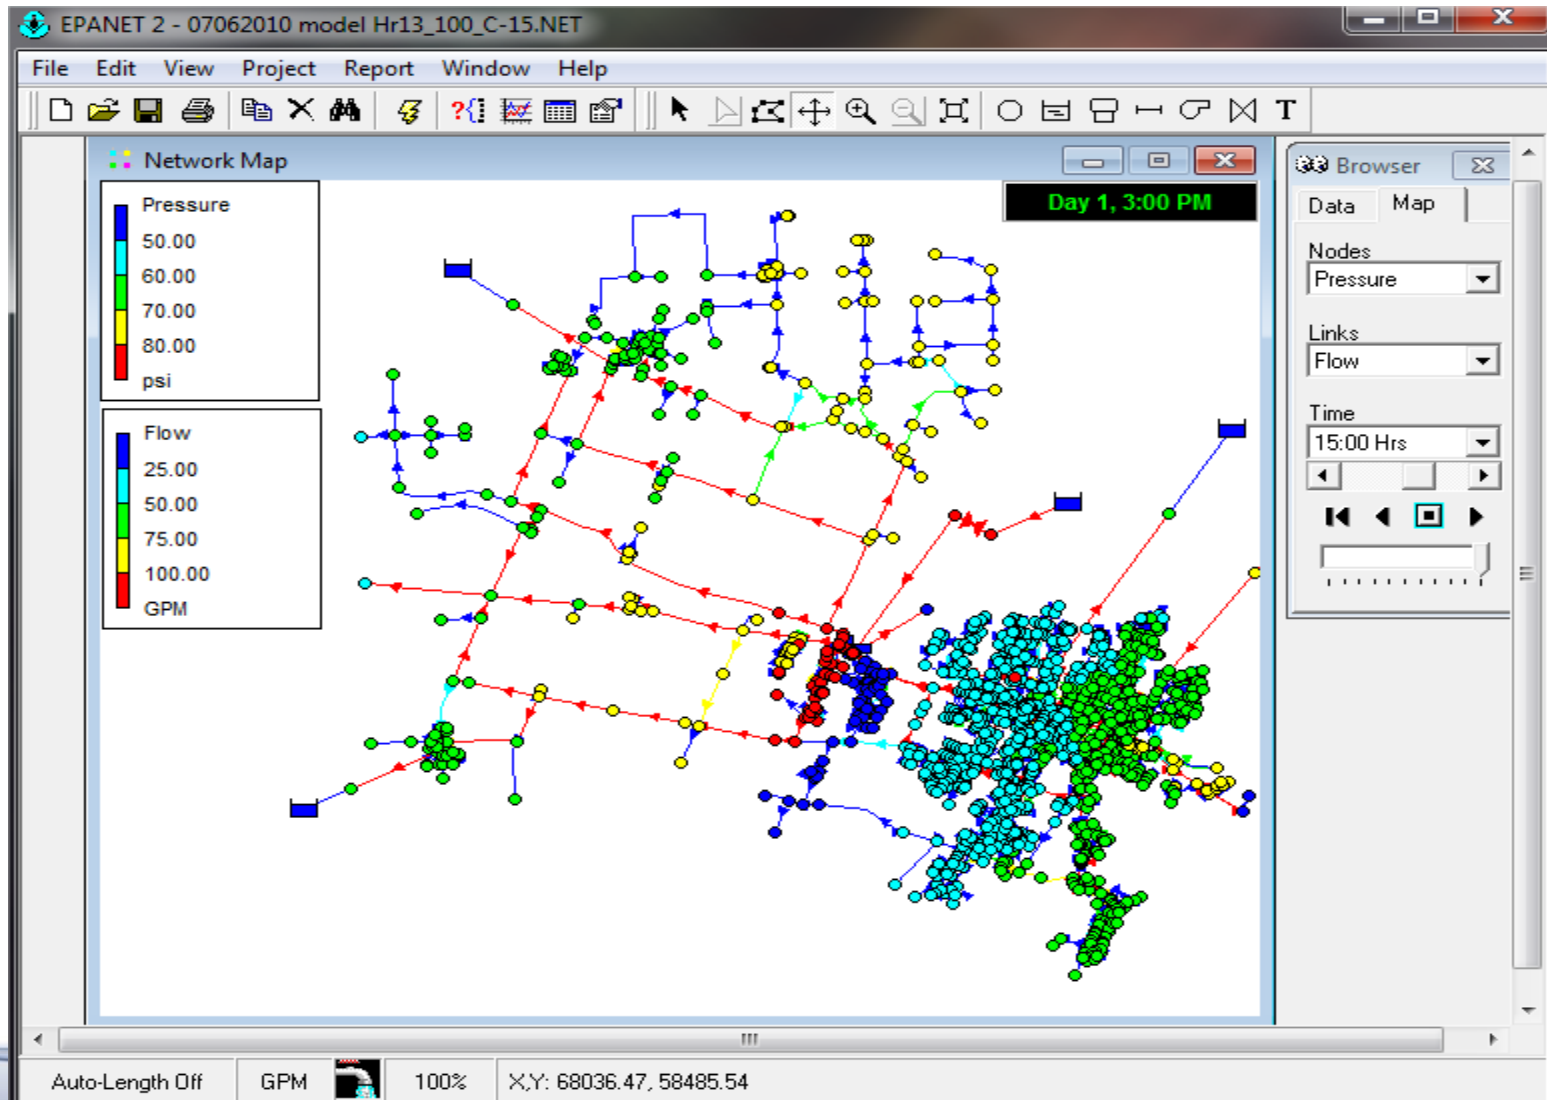 EPANET 2 - 07062010 model Hr13_100_C-15.NET
File Edit View Project Report Window Help
?{} T
Network Map
Day 1, 3:00 PM
Pressure
50.00
60.00
70.00
80.00
psi
Flow
25.00
50.00
75.00
100.00
GPM
Browser
Data Map
Nodes
Pressure
Links
Flow
Time
15:00 Hrs
Auto-Length Off GPM 100% X,Y: 68036.47, 58485.54